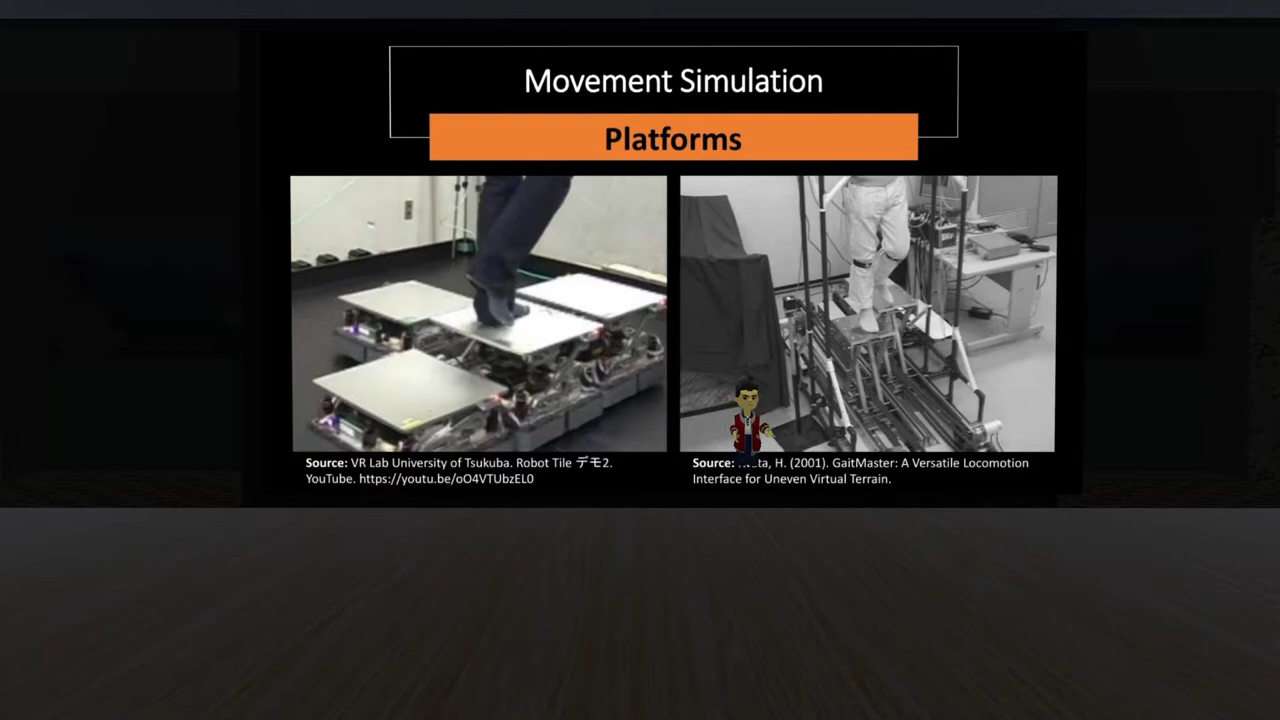 Movement Simulation
Platforms
Source: VR Lab University of Tsukuba. Robot Tile デモ2.
YouTube. https://youtu.be/oO4VTUbzEL0
Source: H. (2001). GaitMaster: A Versatile Locomotion
Interface for Uneven Virtual Terrain.